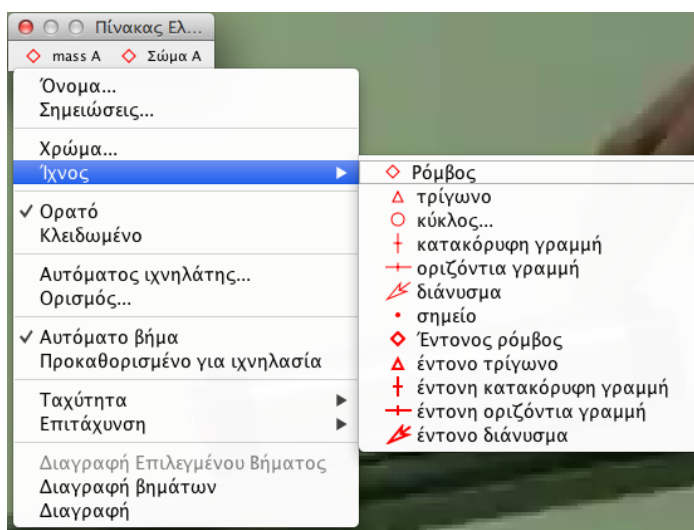 Πίνακας Ελ...
mass A Σώμα A
Όνομα...
Σημειώσεις...
Χρώμα...
Ίχνος
Ορατό
Κλειδωμένο
Αυτόματος ιχνηλάτης...
Ορισμός...
Αυτόματο βήμα
Προκαθορισμένο για ιχνηλασία
Ταχύτητα
Επιτάχυνση
Διαγραφή Επιλεγμένου Βήματος
Διαγραφή βημάτων
Διαγραφή
Ρόμβος
τρίγωνο
κύκλος...
κατακόρυφη γραμμή
οριζόντια γραμμή
διάνυσμα
σημείο
Έντονος ρόμβος
έντονο τρίγωνο
έντονη κατακόρυφη γραμμή
έντονη οριζόντια γραμμή
έντονο διάνυσμα